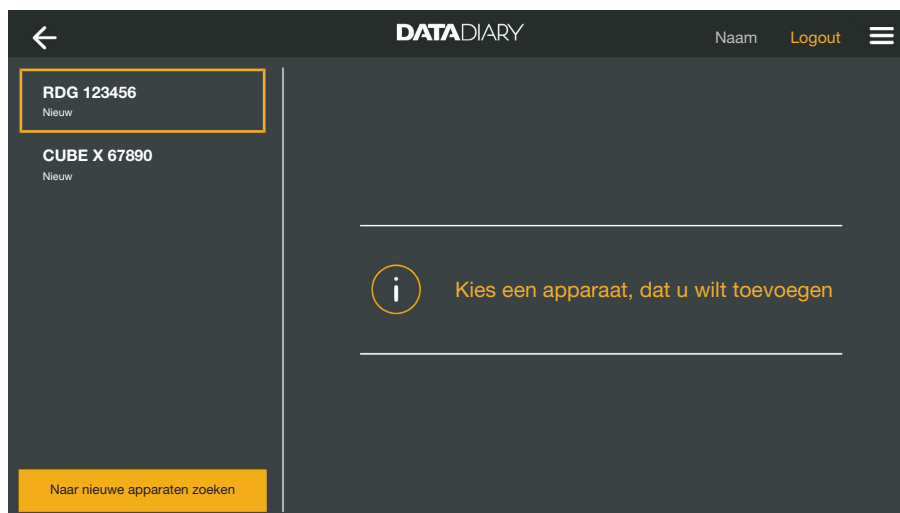 DATADIARY
Naam Logout
RDG 123456
Nieuw
CUBE X 67890
Nieuw
i Kies een apparaat, dat u wilt toevoegen
Naar nieuwe apparaten zoeken